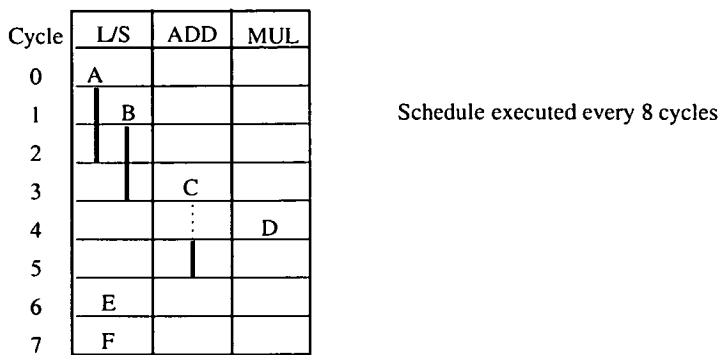 Cycle L/S ADD MUL
0 A
1 B
Schedule executed every 8 cycles
2
3 C
4 D
5
6 E
7 F